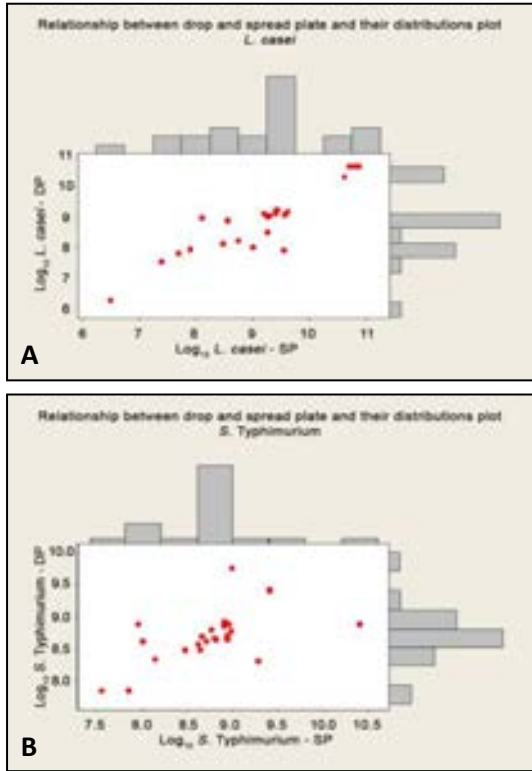 Relationship between drop and spread plate and their distributions plot
L. casei
11
10
9
8
7
6
Log₁₀ L. casei - DP
6 7 8 9 10 11
Log₁₀ L. casei - SP
A
Relationship between drop and spread plate and their distributions plot
S. Typhimurium
10.0
9.5
9.0
8.5
8.0
Log₁₀ S. Typhimurium - DP
7.5 8.0 8.5 9.0 9.5 10.0 10.5
Log₁₀ S. Typhimurium - SP
B